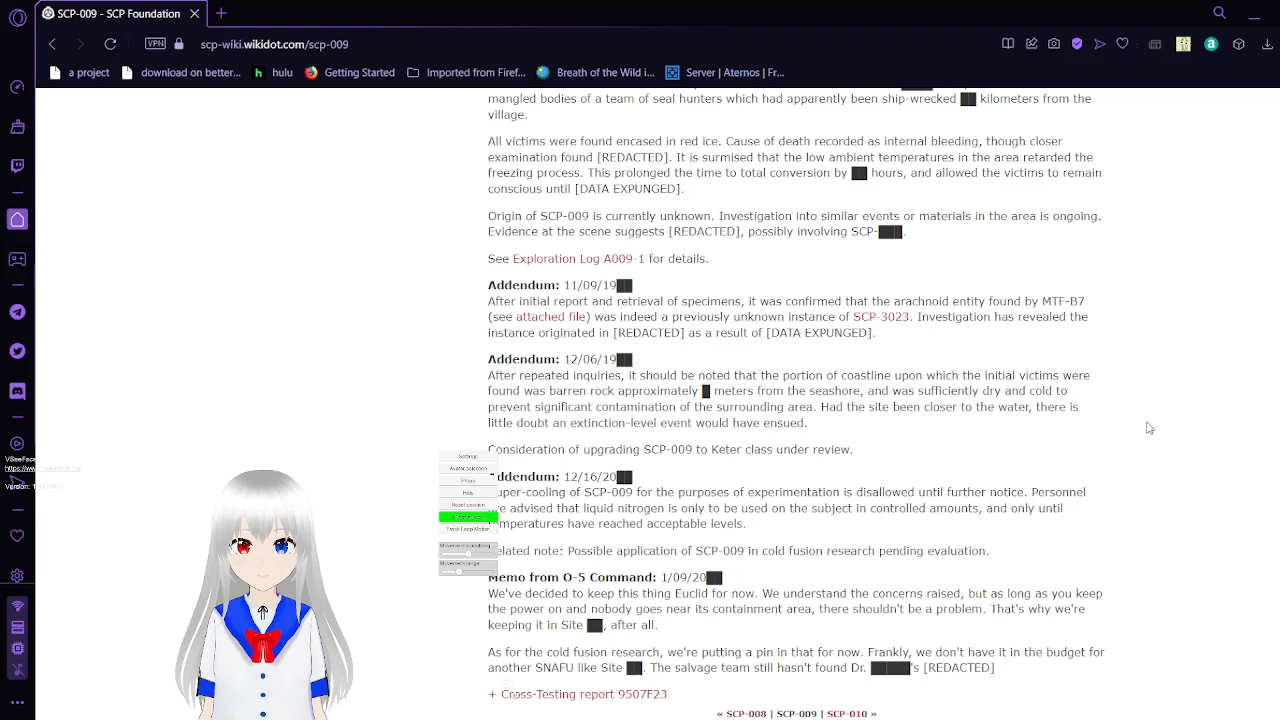 SCP-009 - SCP Foundation
VPN
scp-wiki.wikidot.com/scp-009
a project
download on better...
h hulu
Getting Started
Imported from Firef...
Breath of the Wild i...
Server | Aternos | Fr...
mangled bodies of a team of seal hunters which had apparently been ship-wrecked ██ kilometers from the
village.
All victims were found encased in red ice. Cause of death recorded as internal bleeding, though closer
examination found [REDACTED]. It is surmised that the low ambient temperatures in the area retarded the
freezing process. This prolonged the time to total conversion by ██ hours, and allowed the victims to remain
conscious until [DATA EXPUNGED].
Origin of SCP-009 is currently unknown. Investigation into similar events or materials in the area is ongoing.
Evidence at the scene suggests [REDACTED], possibly involving SCP-███.
See Exploration Log A009-1 for details.
Addendum: 11/09/19██
After initial report and retrieval of specimens, it was confirmed that the arachnoid entity found by MTF-B7
(see attached file) was indeed a previously unknown instance of SCP-3023. Investigation has revealed the
instance originated in [REDACTED] as a result of [DATA EXPUNGED].
Addendum: 12/06/19██
After repeated inquiries, it should be noted that the portion of coastline upon which the initial victims were
found was barren rock approximately █ meters from the seashore, and was sufficiently dry and cold to
prevent significant contamination of the surrounding area. Had the site been closer to the water, there is
little doubt an extinction-level event would have ensued.
Consideration of upgrading SCP-009 to Keter class under review.
ddendum: 12/16/20██
uper-cooling of SCP-009 for the purposes of experimentation is disallowed until further notice. Personnel
e advised that liquid nitrogen is only to be used on the subject in controlled amounts, and only until
mperatures have reached acceptable levels.
elated note: Possible application of SCP-009 in cold fusion research pending evaluation.
Memo from O-5 Command: 1/09/20██
We've decided to keep this thing Euclid for now. We understand the concerns raised, but as long as you keep
the power on and nobody goes near its containment area, there shouldn't be a problem. That's why we're
keeping it in Site ██, after all.
As for the cold fusion research, we're putting a pin in that for now. Frankly, we don't have it in the budget for
another SNAFU like Site ██. The salvage team still hasn't found Dr. █████'s [REDACTED]
+ Cross-Testing report 9507F23
« SCP-008 | SCP-009 | SCP-010 »
VSeeFace
https://www.
Version: 1
Settings
Avatar selection
Props
Help
Reset position
Track Loop Motion
Movement smoothing
Movement range